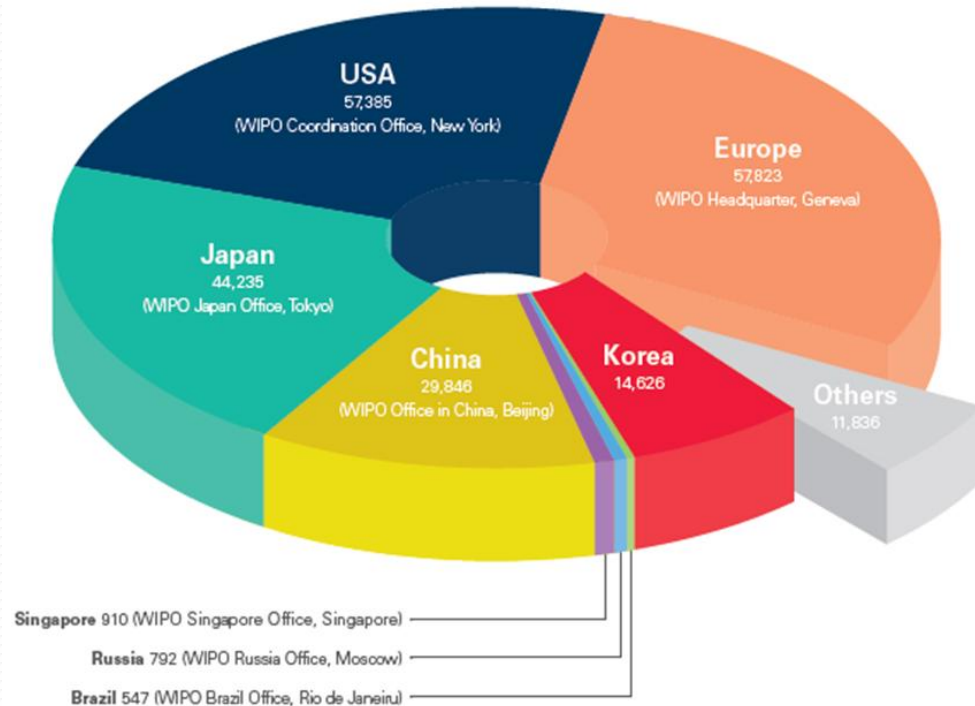 USA
57,385
(WIPO Coordination Office, New York)
Europe
57,823
(WIPO Headquarter, Geneva)
Japan
44,235
(WIPO Japan Office, Tokyo)
China
29,846
(WIPO Office in China, Beijing)
Korea
14,626
Others
11,836
Singapore 910 (WIPO Singapore Office, Singapore)
Russia 792 (WIPO Russia Office, Moscow)
Brazil 547 (WIPO Brazil Office, Rio de Janeiru)